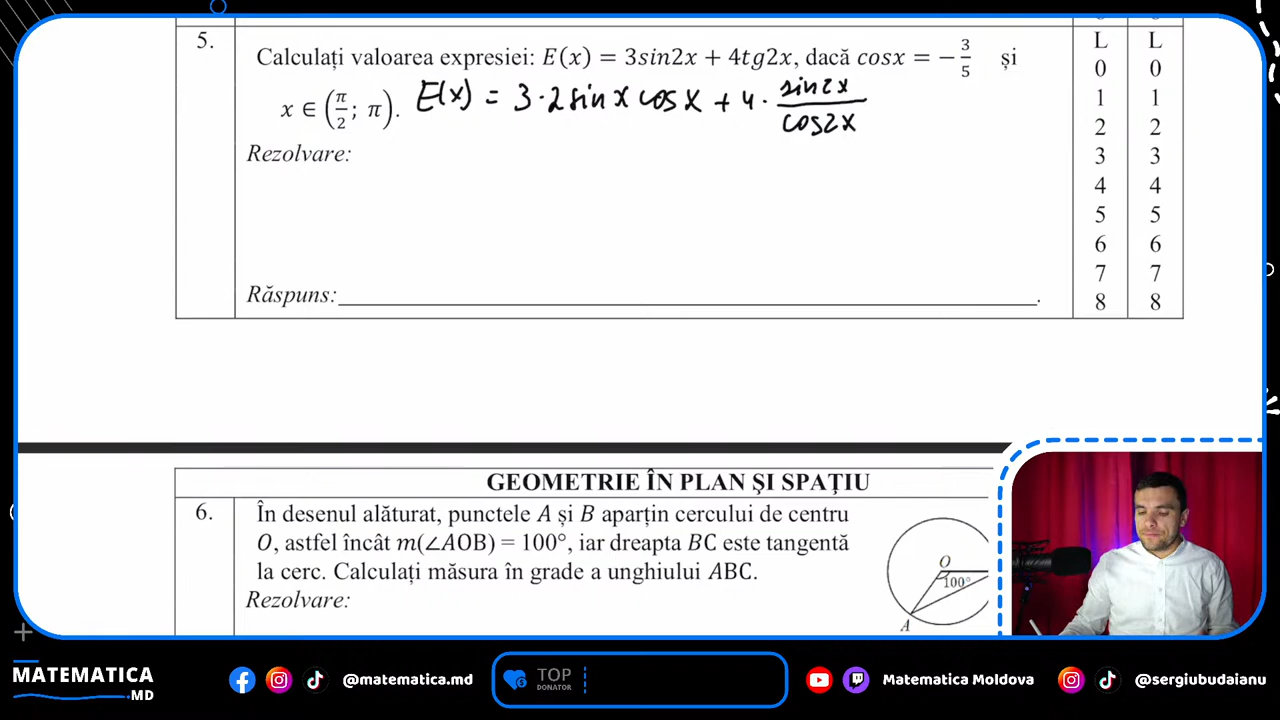 5.
Calculați valoarea expresiei: E(x) = 3sin2x + 4tg2x, dacă cosx = −3/5 și
x ∈ (π/2; π). E(x) = 3·2 sin x cos x + 4· sin2x/cos2x
Rezolvare:
Răspuns: .
L L
0 0
1 1
2 2
3 3
4 4
5 5
6 6
7 7
8 8
GEOMETRIE ÎN PLAN ŞI SPAŢIU
6.
În desenul alăturat, punctele A și B aparțin cercului de centru
O, astfel încât m(∠AOB) = 100°, iar dreapta BC este tangentă
la cerc. Calculați măsura în grade a unghiului ABC.
Rezolvare:
O
100°
A
MATEMATICA
.MD
@matematica.md
TOP
DONATOR
Matematica Moldova
@sergiubudaianu